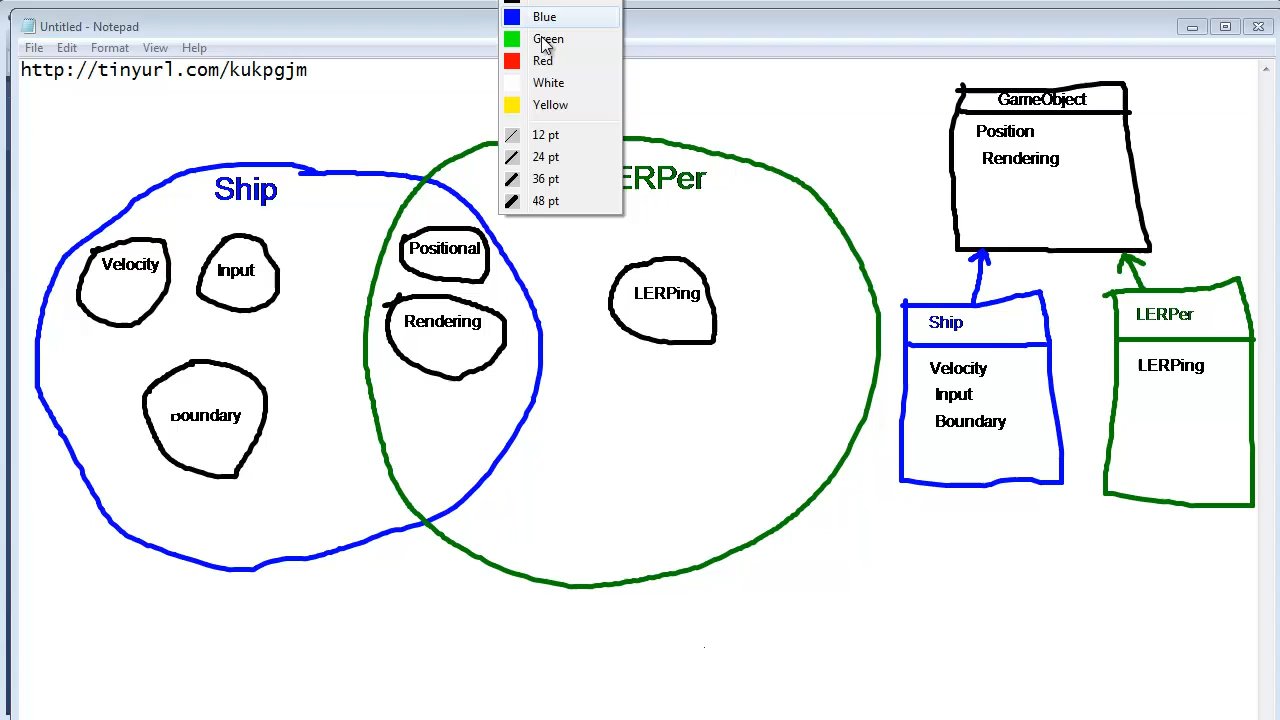 Untitled - Notepad
File Edit Format View Help
http://tinyurl.com/kukpgjm
Blue
Green
Red
White
Yellow
12 pt
24 pt
36 pt
48 pt
Ship
Velocity
Input
Boundary
Positional
Rendering
ERPer
LERPing
GameObject
Position
Rendering
Ship
Velocity
Input
Boundary
LERPer
LERPing